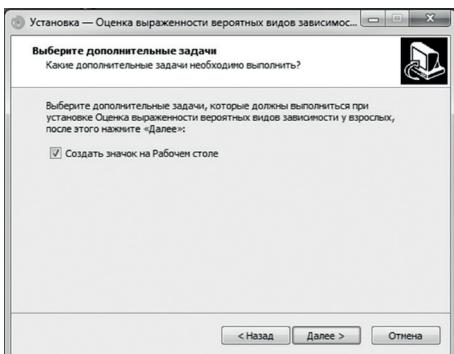 Установка — Оценка выраженности вероятных видов зависимос...
Выберите дополнительные задачи
Какие дополнительные задачи необходимо выполнить?
Выберите дополнительные задачи, которые должны выполниться при
установке Оценка выраженности вероятных видов зависимости у взрослых,
после этого нажмите «Далее»:
Создать значок на Рабочем столе
< Назад Далее > Отмена